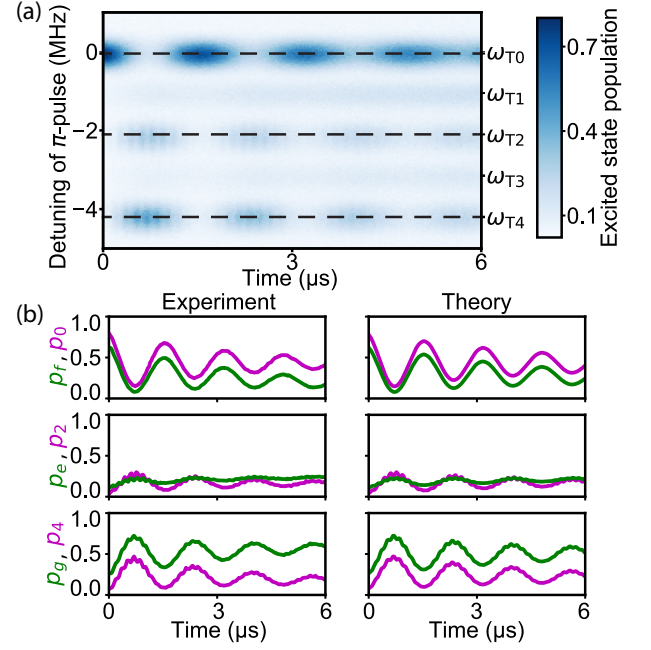 (a)
Detuning of π-pulse (MHz)
0
−2
−4
ω_T0
ω_T1
ω_T2
ω_T3
ω_T4
0
3
6
Time (μs)
0.7
0.4
0.1
Excited state population
(b)
Experiment
Theory
p_f, p_0
1.0
0.5
0.0
p_e, p_2
1.0
0.5
0.0
p_g, p_4
1.0
0.5
0.0
0
3
6
Time (μs)
0
3
6
Time (μs)